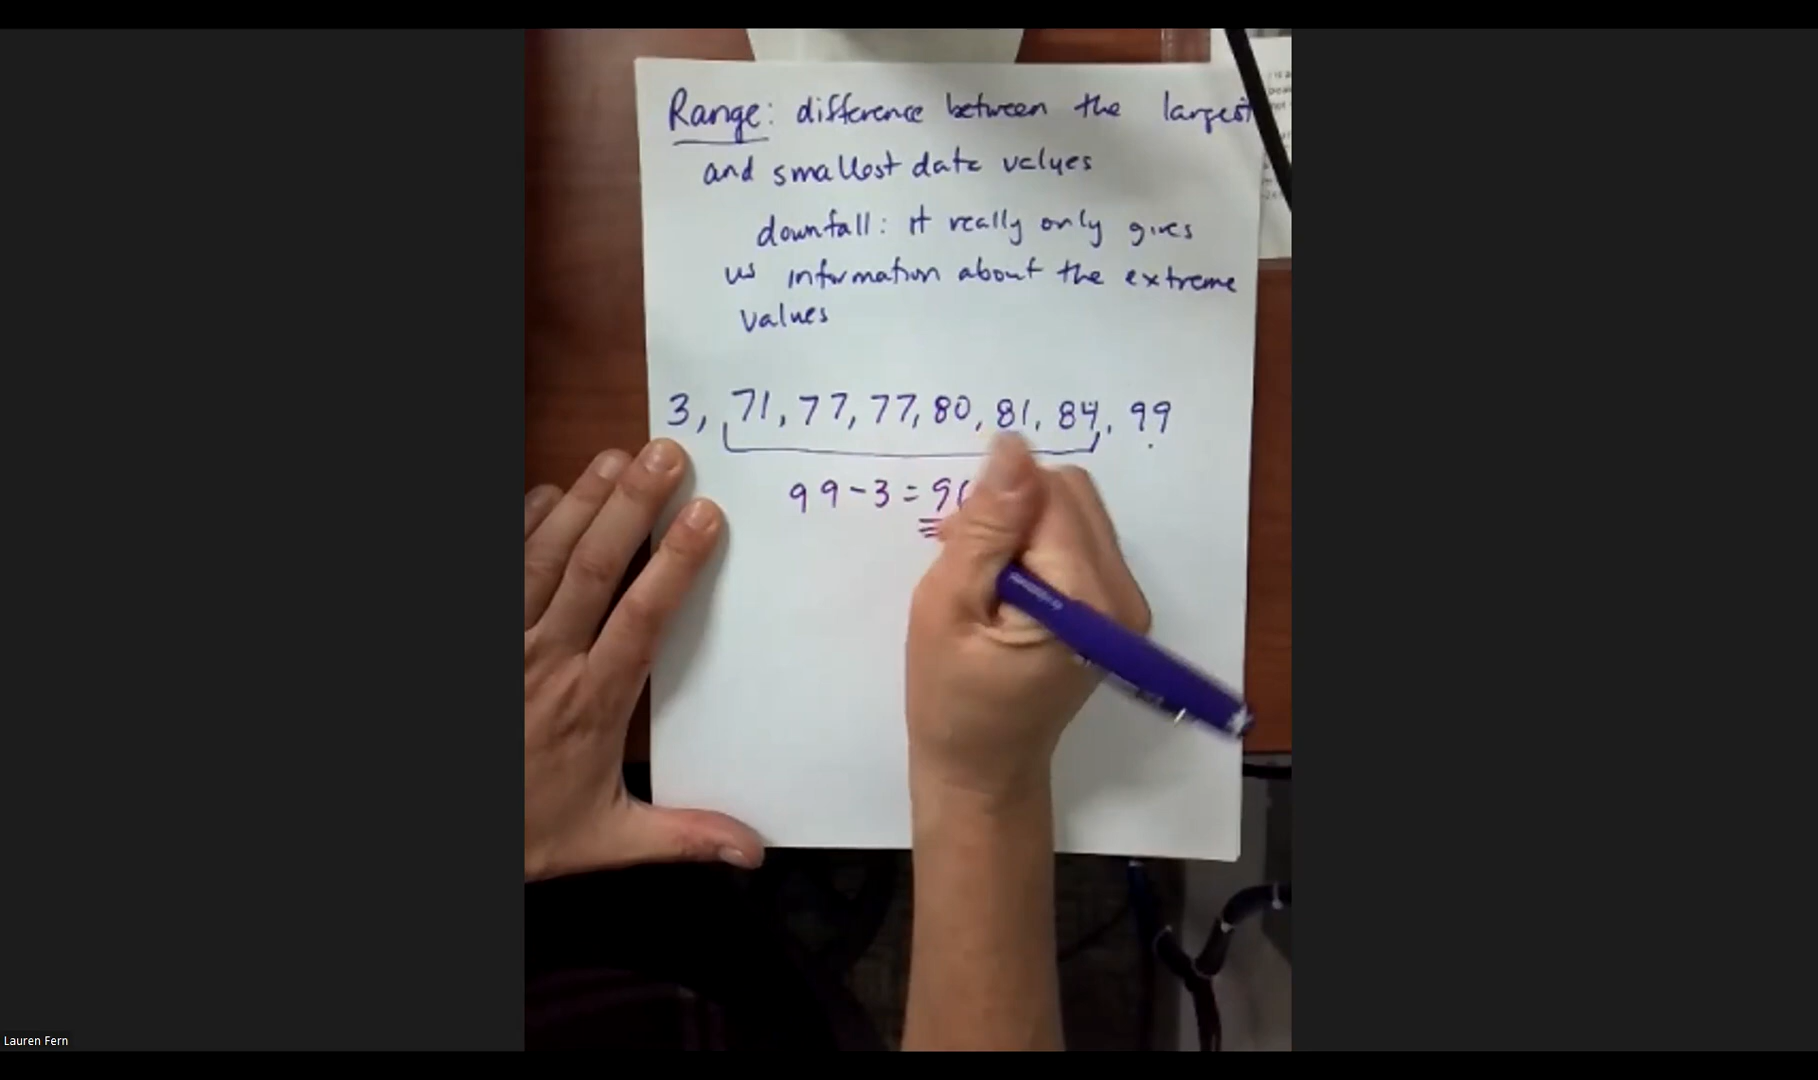 Range: difference between the largest
and smallest data values
downfall: it really only gives
us information about the extreme
values
3, 71, 77, 77, 80, 81, 84, 99
99-3=
Lauren Fern